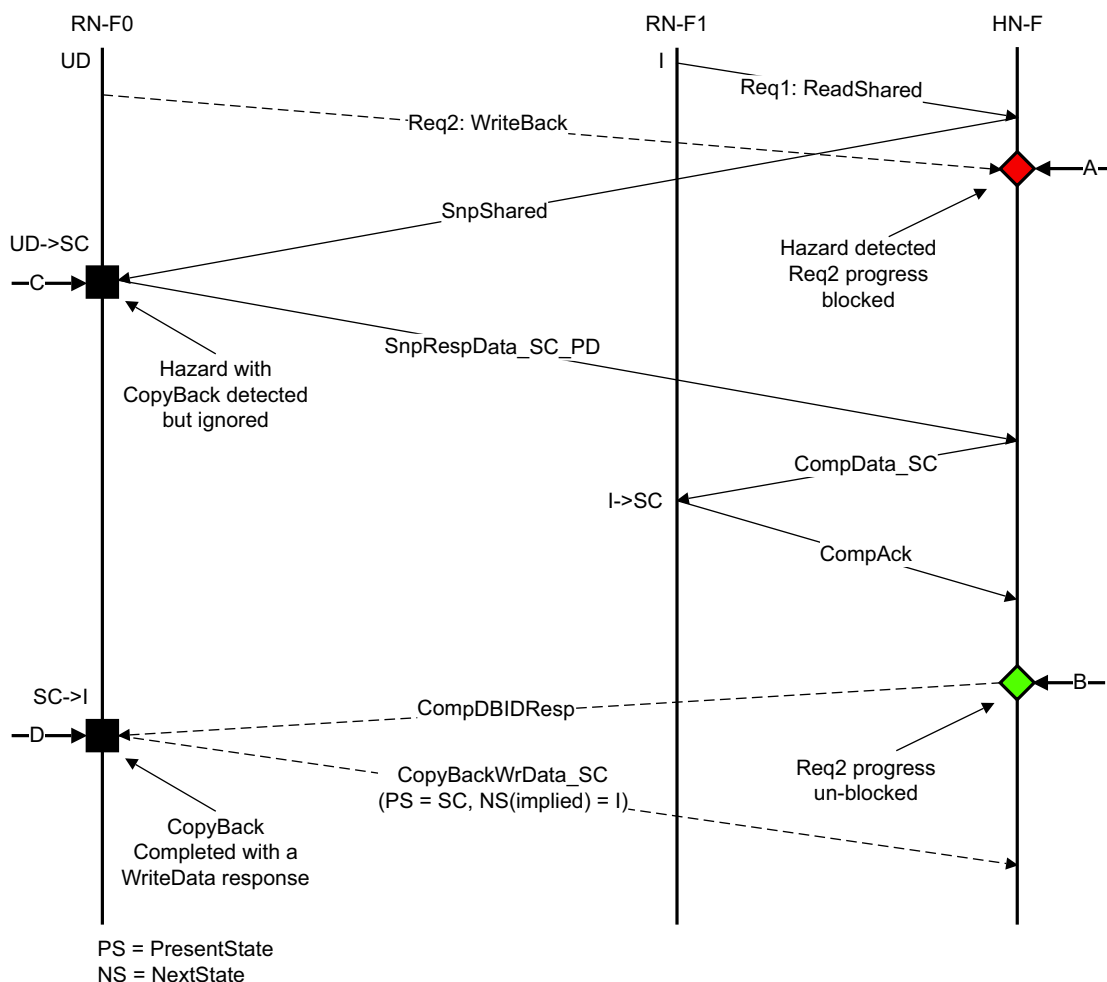 RN-F0
RN-F1
HN-F
UD
I
Req1: ReadShared
Req2: WriteBack
A
SnpShared
UD->SC
Hazard detected
Req2 progress
blocked
C
SnpRespData_SC_PD
Hazard with
CopyBack detected
but ignored
CompData_SC
I->SC
CompAck
SC->I
B
CompDBIDResp
D
CopyBackWrData_SC
(PS = SC, NS(implied) = I)
Req2 progress
un-blocked
CopyBack
Completed with a
WriteData response
PS = PresentState
NS = NextState